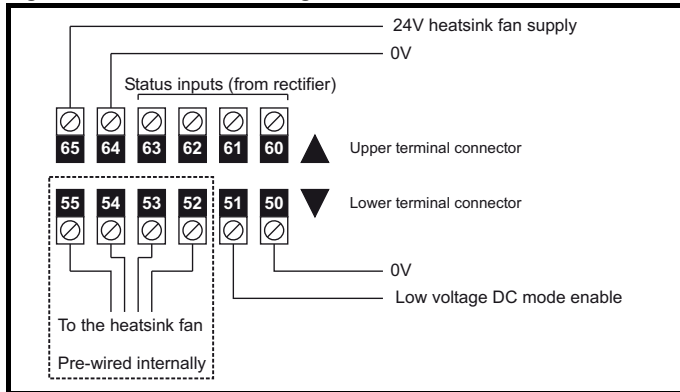 24V heatsink fan supply
0V
Status inputs (from rectifier)
65 64 63 62 61 60
Upper terminal connector
55 54 53 52 51 50
Lower terminal connector
0V
Low voltage DC mode enable
To the heatsink fan
Pre-wired internally